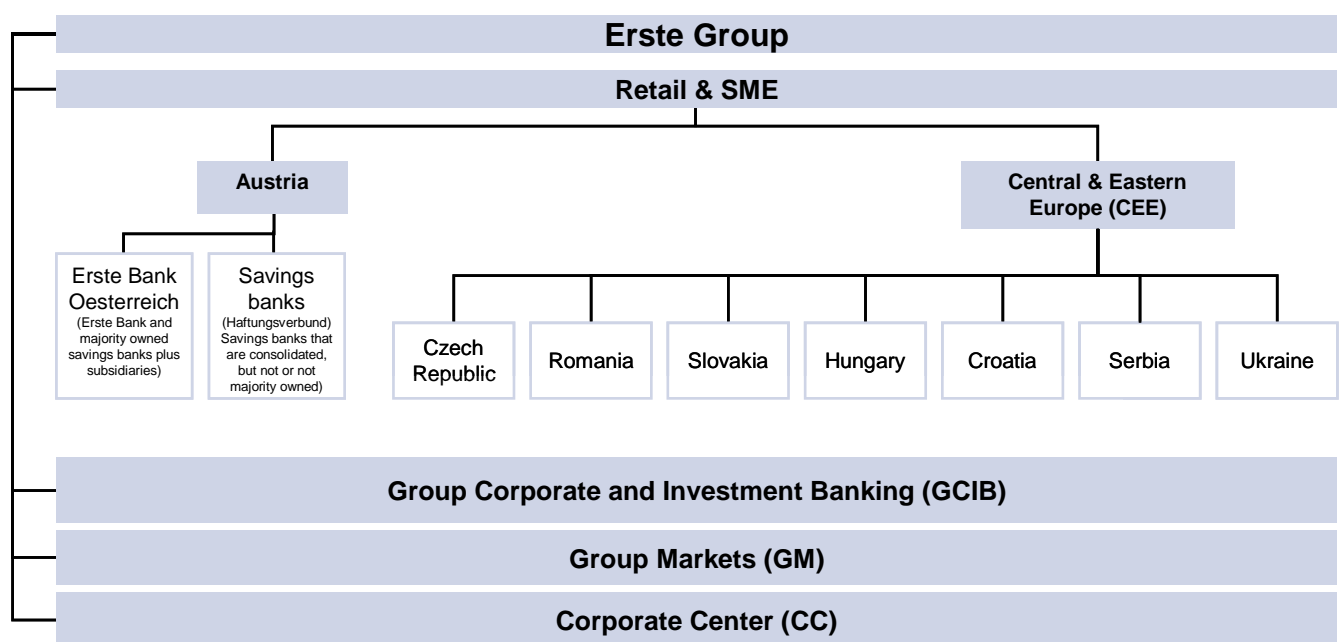 Erste Group
Retail & SME
Austria
Central & Eastern
Europe (CEE)
Erste Bank
Oesterreich
(Erste Bank and
majority owned
savings banks plus
subsidiaries)
Savings
banks
(Haftungsverbund)
Savings banks that
are consolidated,
but not or not
majority owned)
Czech
Republic
Romania
Slovakia
Hungary
Croatia
Serbia
Ukraine
Group Corporate and Investment Banking (GCIB)
Group Markets (GM)
Corporate Center (CC)